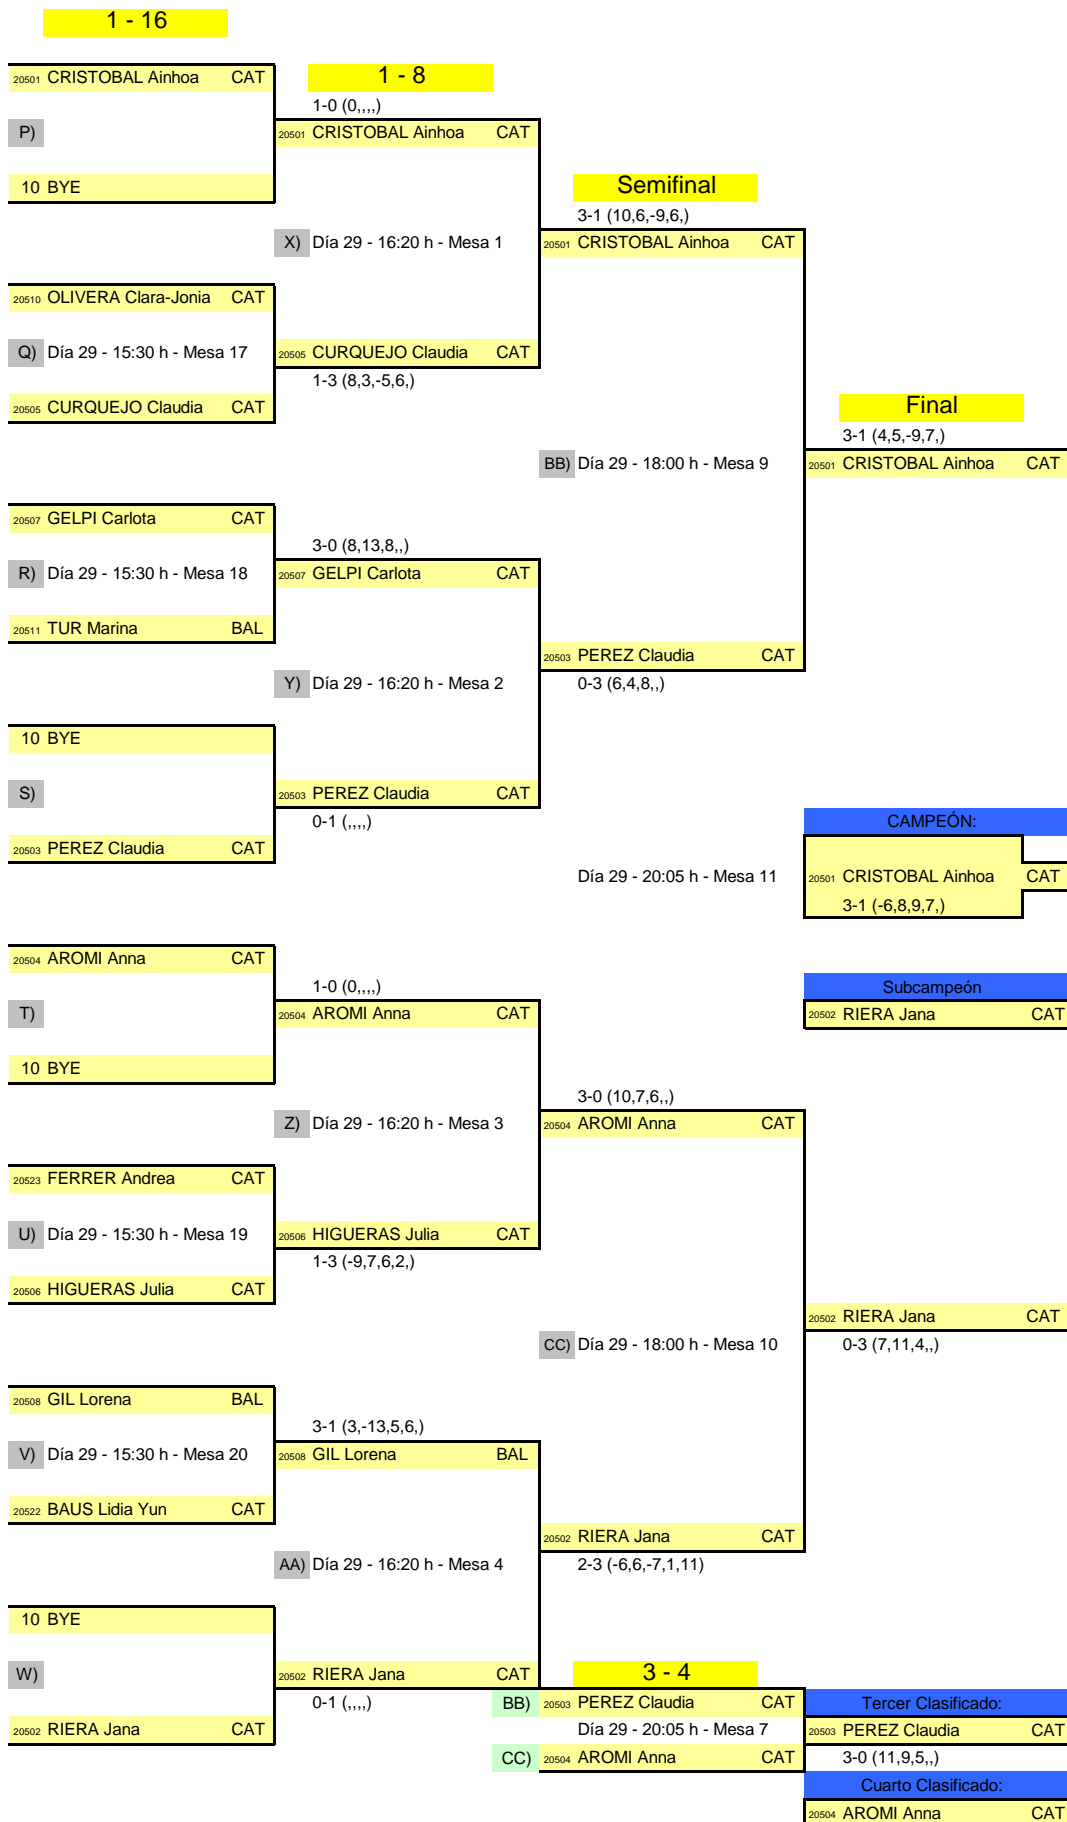 1 - 16
20501 CRISTOBAL Ainhoa CAT
1 - 8
1-0 (0,,,,)
P)
20501 CRISTOBAL Ainhoa CAT
10 BYE
Semifinal
3-1 (10,6,-9,6,)
X) Día 29 - 16:20 h - Mesa 1
20501 CRISTOBAL Ainhoa CAT
20510 OLIVERA Clara-Jonia CAT
Q) Día 29 - 15:30 h - Mesa 17
20505 CURQUEJO Claudia CAT
1-3 (8,3,-5,6,)
20505 CURQUEJO Claudia CAT
Final
3-1 (4,5,-9,7,)
BB) Día 29 - 18:00 h - Mesa 9
20501 CRISTOBAL Ainhoa CAT
20507 GELPI Carlota CAT
3-0 (8,13,8,,)
R) Día 29 - 15:30 h - Mesa 18
20507 GELPI Carlota CAT
20511 TUR Marina BAL
20503 PEREZ Claudia CAT
Y) Día 29 - 16:20 h - Mesa 2
0-3 (6,4,8,,)
10 BYE
S)
20503 PEREZ Claudia CAT
0-1 (,,,,)
CAMPEÓN:
20503 PEREZ Claudia CAT
Día 29 - 20:05 h - Mesa 11
20501 CRISTOBAL Ainhoa CAT
3-1 (-6,8,9,7,)
20504 AROMI Anna CAT
1-0 (0,,,,)
Subcampeón
T)
20504 AROMI Anna CAT
20502 RIERA Jana CAT
10 BYE
3-0 (10,7,6,,)
Z) Día 29 - 16:20 h - Mesa 3
20504 AROMI Anna CAT
20523 FERRER Andrea CAT
U) Día 29 - 15:30 h - Mesa 19
20506 HIGUERAS Julia CAT
1-3 (-9,7,6,2,)
20506 HIGUERAS Julia CAT
20502 RIERA Jana CAT
CC) Día 29 - 18:00 h - Mesa 10
0-3 (7,11,4,,)
20508 GIL Lorena BAL
3-1 (3,-13,5,6,)
V) Día 29 - 15:30 h - Mesa 20
20508 GIL Lorena BAL
20522 BAUS Lidia Yun CAT
20502 RIERA Jana CAT
AA) Día 29 - 16:20 h - Mesa 4
2-3 (-6,6,-7,1,11)
10 BYE
W)
20502 RIERA Jana CAT
3 - 4
0-1 (,,,,)
BB) 20503 PEREZ Claudia CAT
Tercer Clasificado:
20502 RIERA Jana CAT
Día 29 - 20:05 h - Mesa 7
20503 PEREZ Claudia CAT
CC) 20504 AROMI Anna CAT
3-0 (11,9,5,,)
Cuarto Clasificado:
20504 AROMI Anna CAT